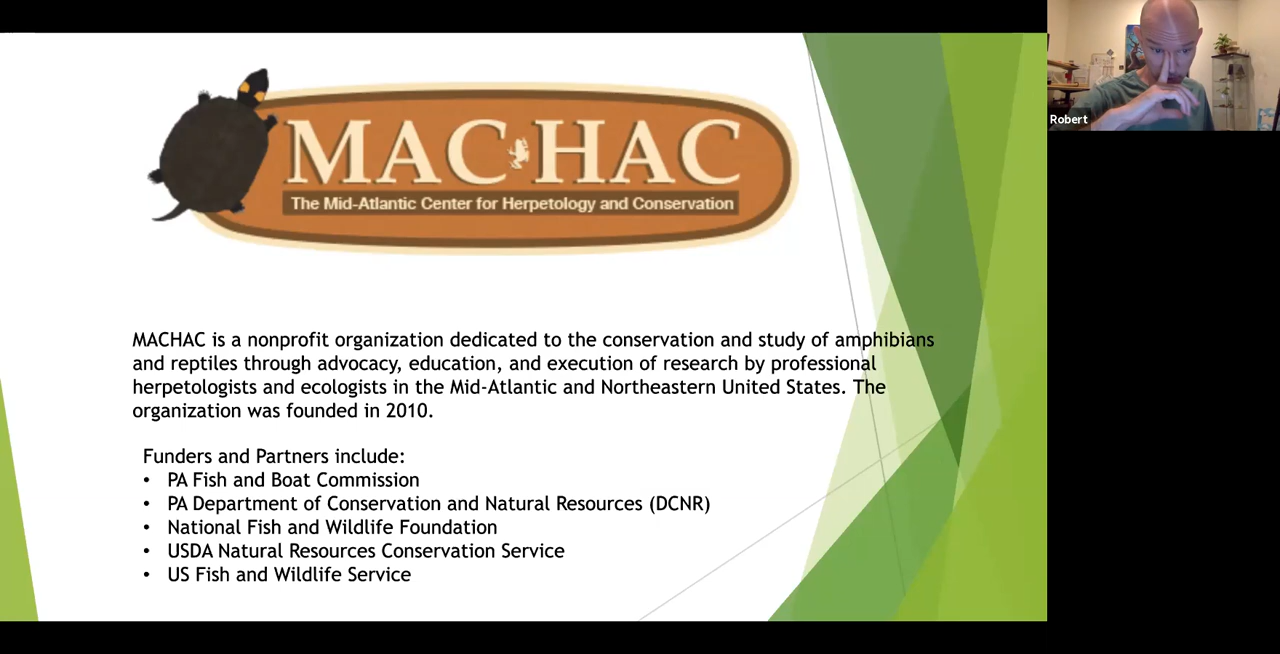 MAC HAC
The Mid-Atlantic Center for Herpetology and Conservation
Robert
MACHAC is a nonprofit organization dedicated to the conservation and study of amphibians
and reptiles through advocacy, education, and execution of research by professional
herpetologists and ecologists in the Mid-Atlantic and Northeastern United States. The
organization was founded in 2010.
Funders and Partners include:
• PA Fish and Boat Commission
• PA Department of Conservation and Natural Resources (DCNR)
• National Fish and Wildlife Foundation
• USDA Natural Resources Conservation Service
• US Fish and Wildlife Service